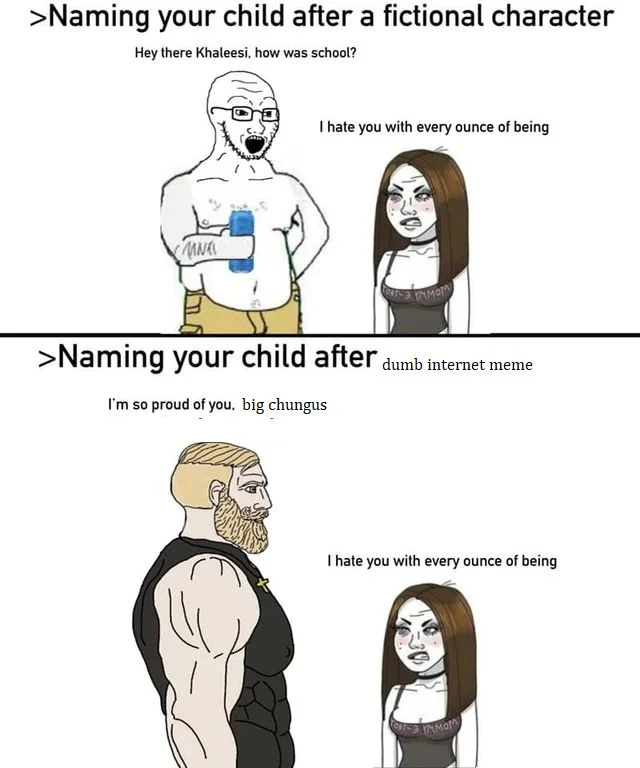 >Naming your child after a fictional character
Hey there Khaleesi, how was school?
I hate you with every ounce of being
>Naming your child after dumb internet meme
I'm so proud of you, big chungus
I hate you with every ounce of being